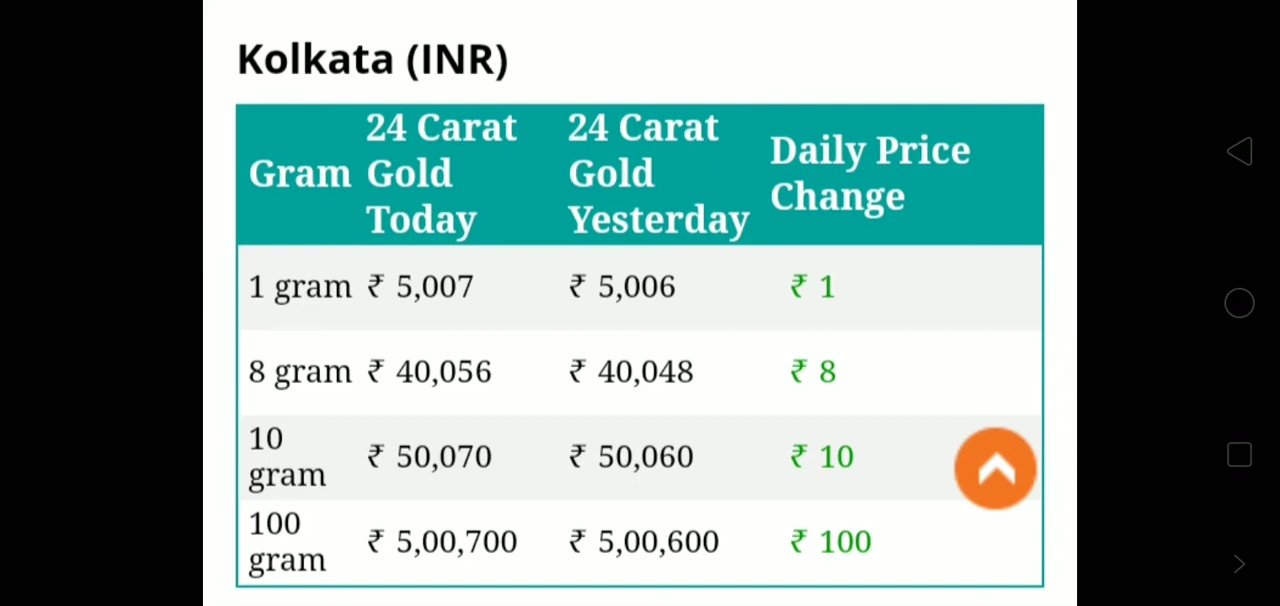 Kolkata (INR)
Gram 24 Carat Gold Today 24 Carat Gold Yesterday Daily Price Change
1 gram ₹ 5,007 ₹ 5,006 ₹ 1
8 gram ₹ 40,056 ₹ 40,048 ₹ 8
10 gram ₹ 50,070 ₹ 50,060 ₹ 10
100 gram ₹ 5,00,700 ₹ 5,00,600 ₹ 100